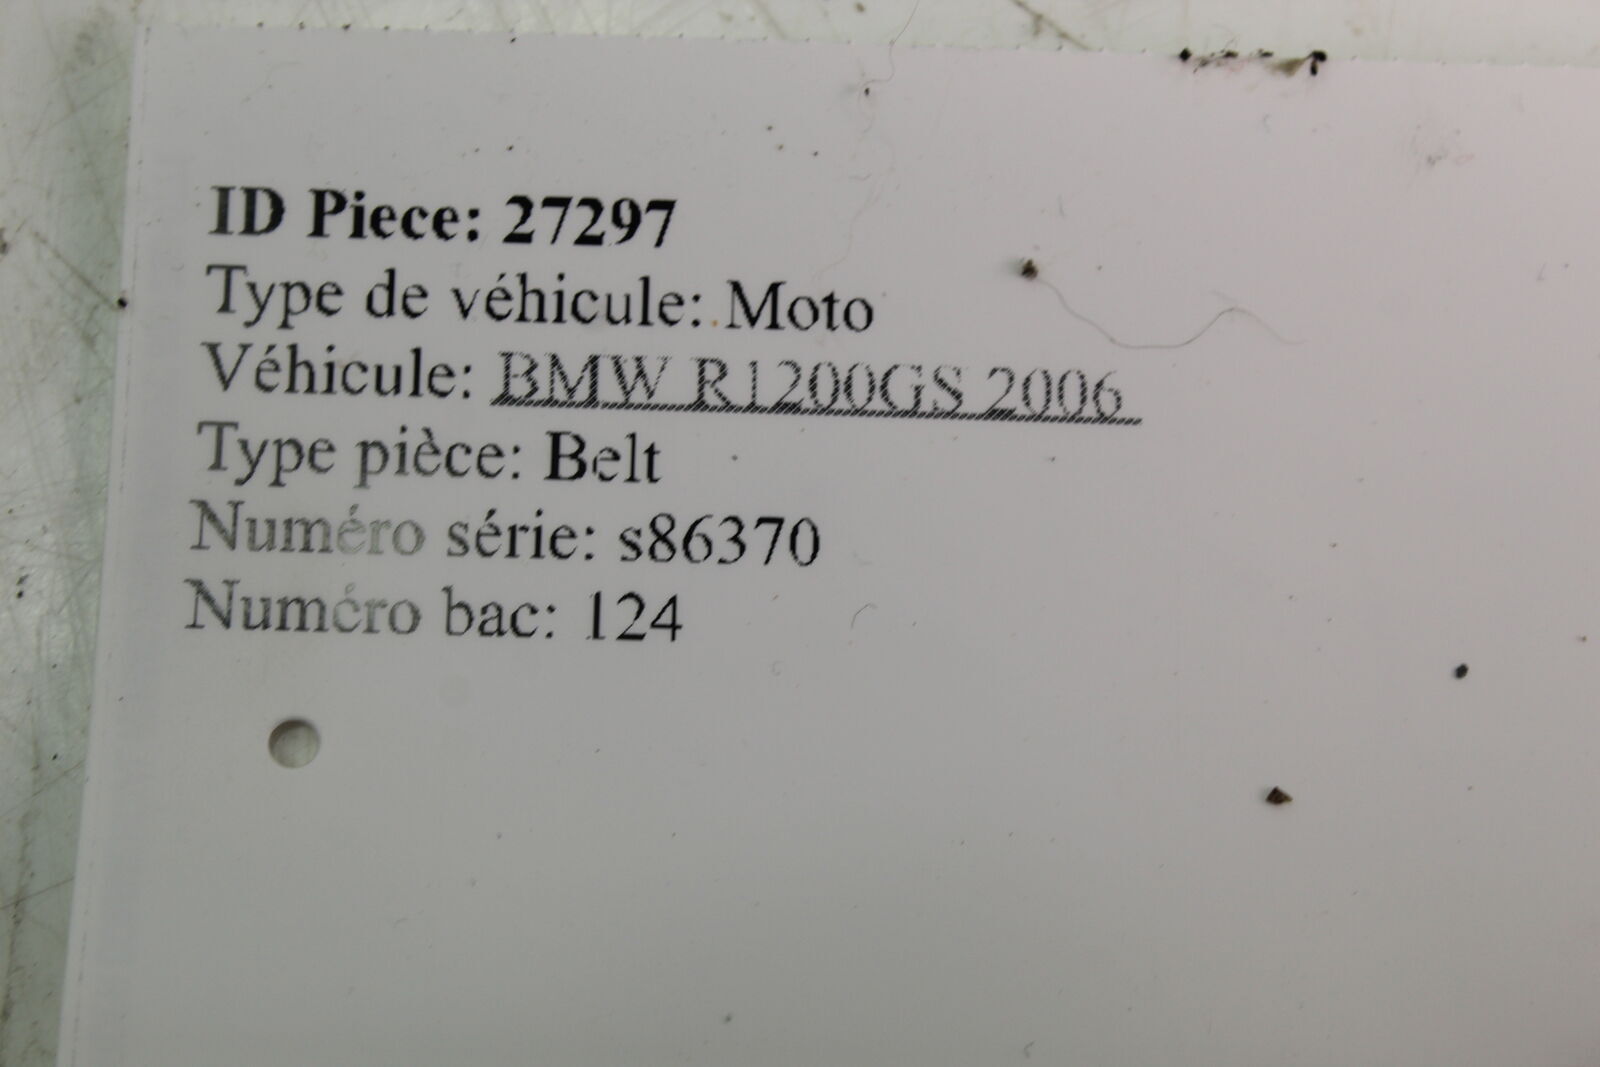 ID Piece: 27297
Type de véhicule: Moto
Véhicule: BMW R1200GS 2006
Type pièce: Belt
Numéro série: s86370
Numéro bac: 124